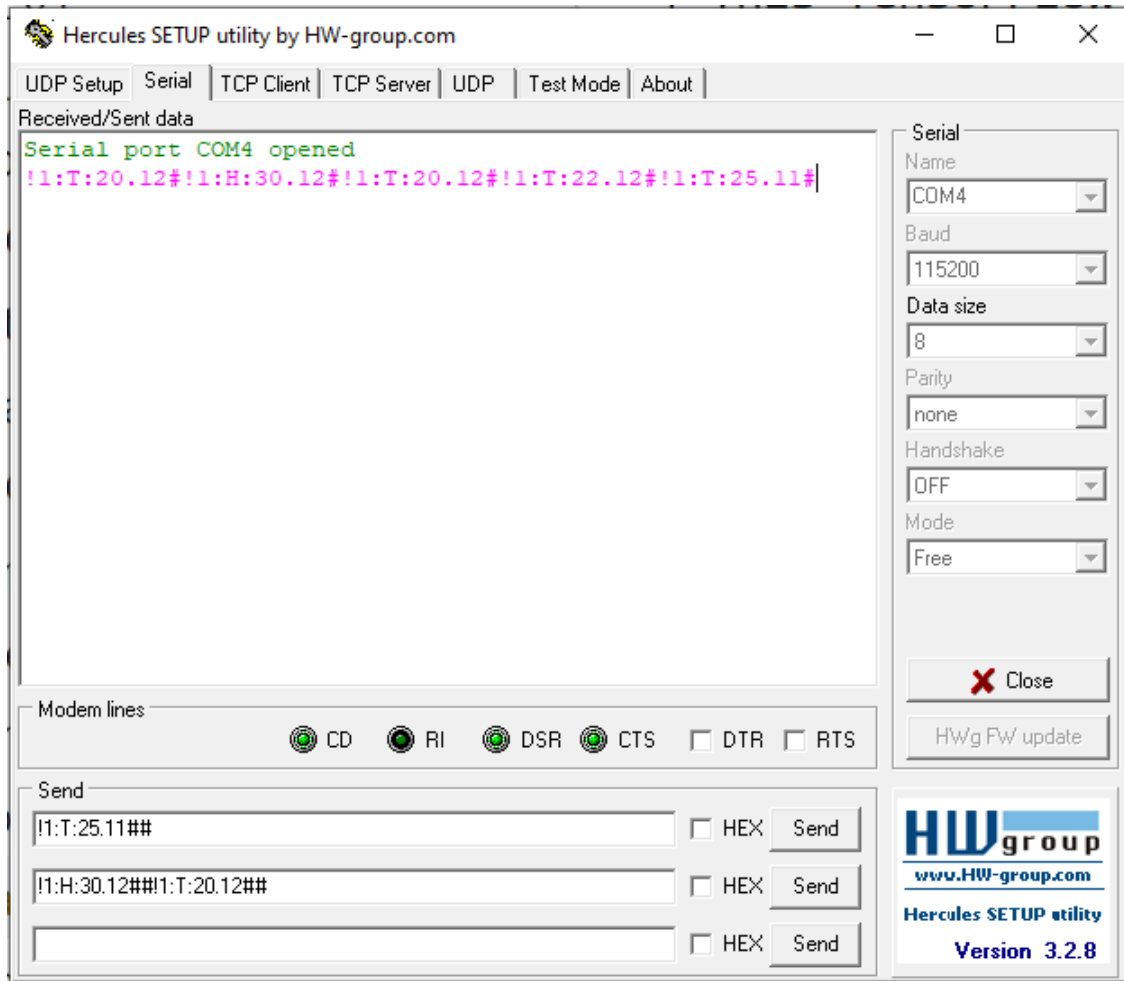 Hercules SETUP utility by HW-group.com
UDP Setup Serial TCP Client TCP Server UDP Test Mode About
Received/Sent data
Serial port COM4 opened
!1:T:20.12#!1:H:30.12#!1:T:20.12#!1:T:22.12#!1:T:25.11#
Serial
Name
COM4
Baud
115200
Data size
8
Parity
none
Handshake
OFF
Mode
Free
Close
HWg FW update
Modem lines
CD RI DSR CTS DTR RTS
Send
!1:T:25.11## HEX Send
!1:H:30.12##!1:T:20.12## HEX Send
HEX Send
HW group
www.HW-group.com
Hercules SETUP utility
Version 3.2.8